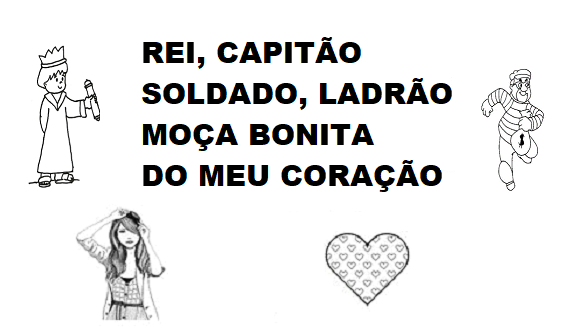 REI, CAPITÃO
SOLDADO, LADRÃO
MOÇA BONITA
DO MEU CORAÇÃO